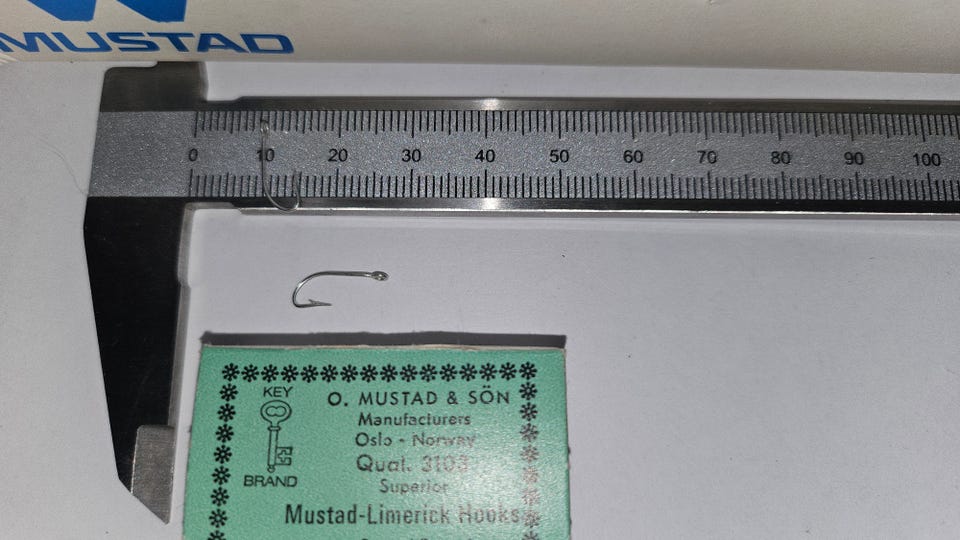 MUSTAD
0 10 20 30 40 50 60 70 80 90 100
KEY
BRAND
O. MUSTAD & SÖN
Manufacturers
Oslo - Norway
Qual.
Superior
Mustad-Limerick Hooks